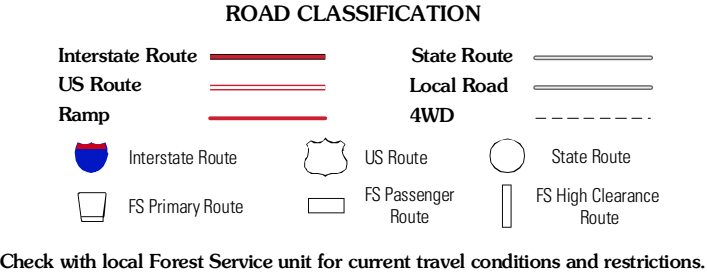 ROAD CLASSIFICATION
Interstate Route
State Route
US Route
Local Road
Ramp
4WD
Interstate Route
US Route
State Route
FS Primary Route
FS Passenger
Route
FS High Clearance
Route
Check with local Forest Service unit for current travel conditions and restrictions.